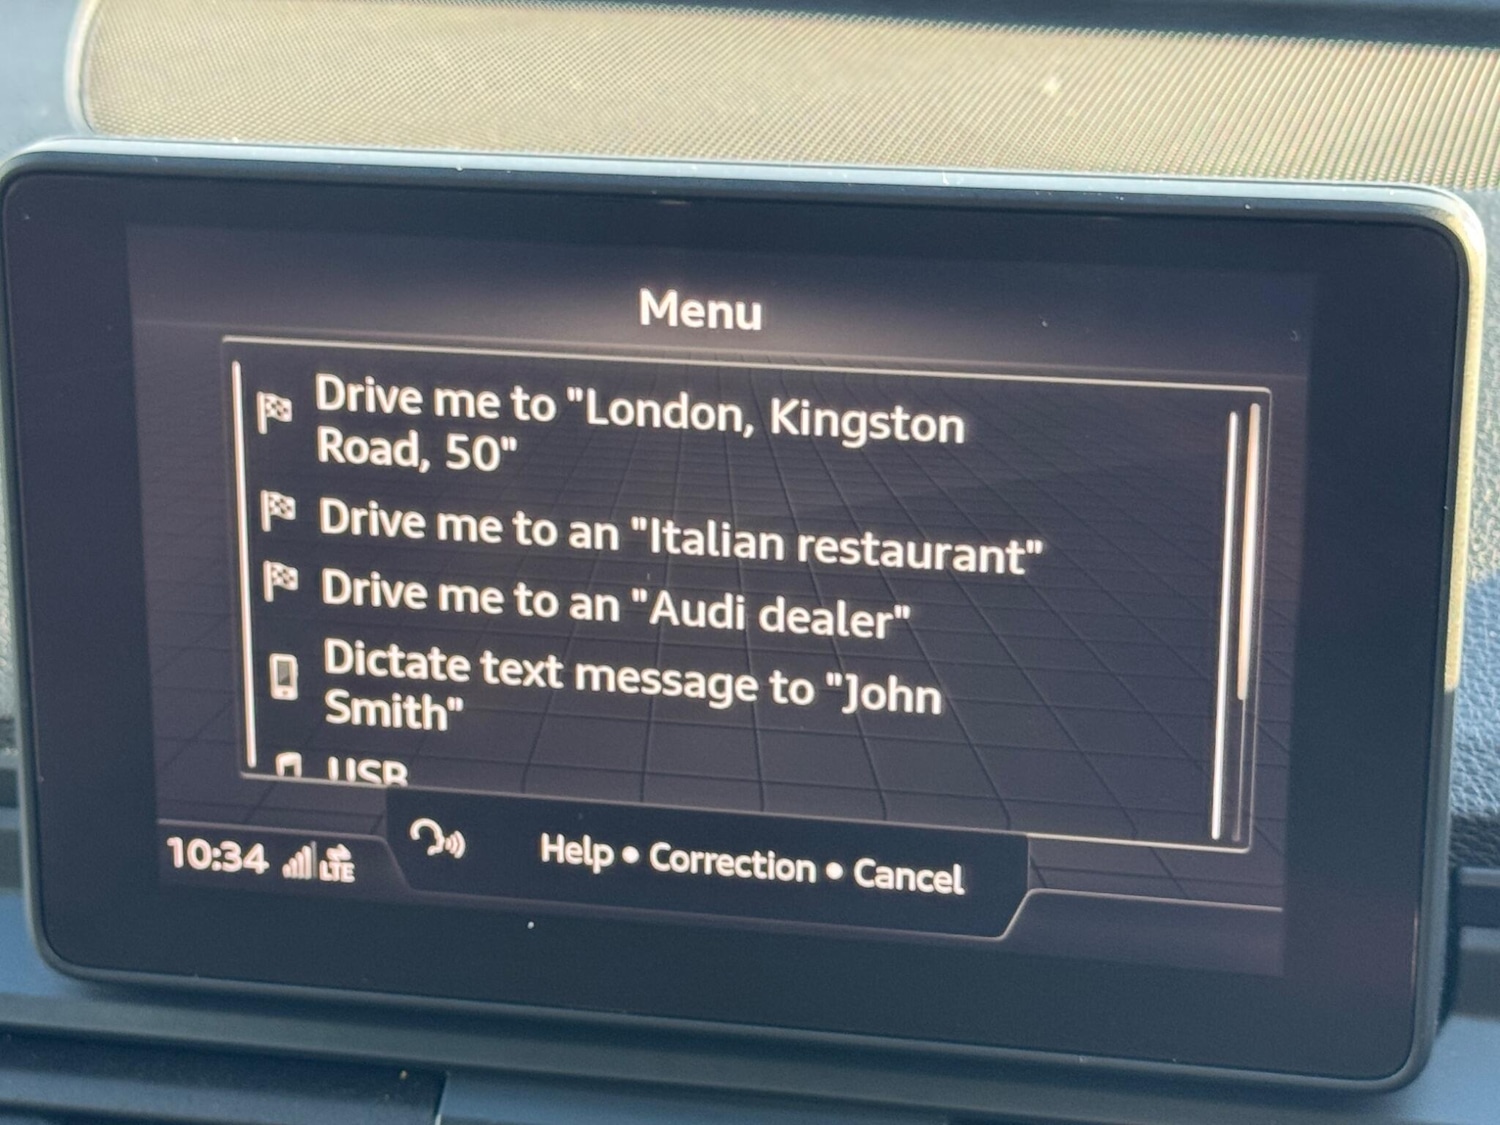 Menu
Drive me to "London, Kingston
Road, 50"
Drive me to an "Italian restaurant"
Drive me to an "Audi dealer"
Dictate text message to "John
Smith"
USB
10:34 LTE
Help • Correction • Cancel